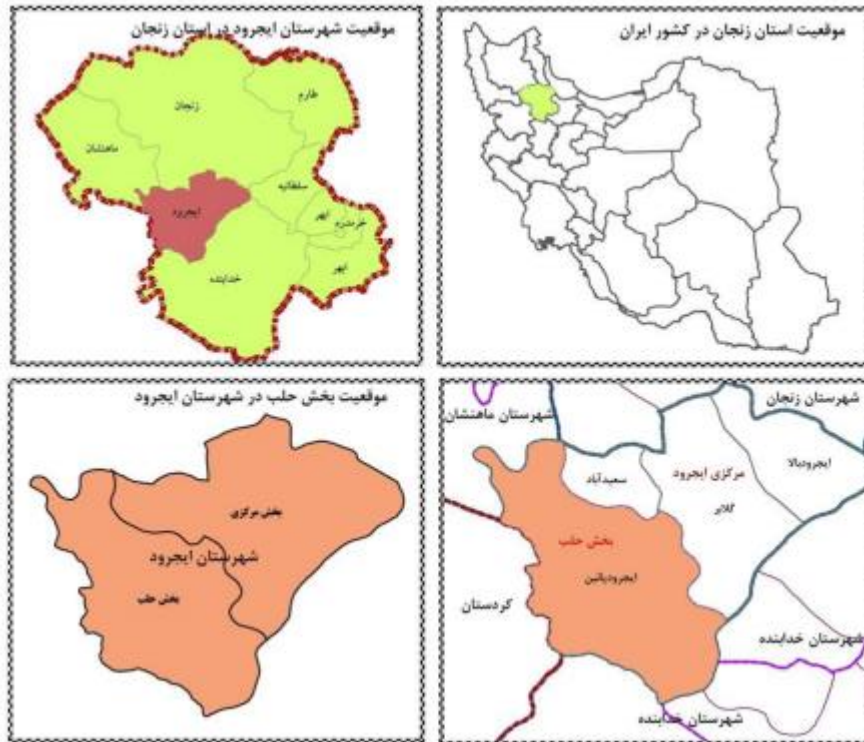 موقعیت استان زنجان در کشور ایران
موقعیت شهرستان ایجرود در استان زنجان
طارم
زنجان
ماهنشان
سلطانیه
ایجرود
ابهر
خرمدره
ابهر
خدابنده
شهرستان زنجان
شهرستان ماهنشان
ایجرودبالا
مرکزی ایجرود
سعیدآباد
گلابر
بخش حلب
ایجرودپائین
کردستان
شهرستان خدابنده
شهرستان خدابنده
موقعیت بخش حلب در شهرستان ایجرود
بخش مرکزی
شهرستان ایجرود
بخش حلب